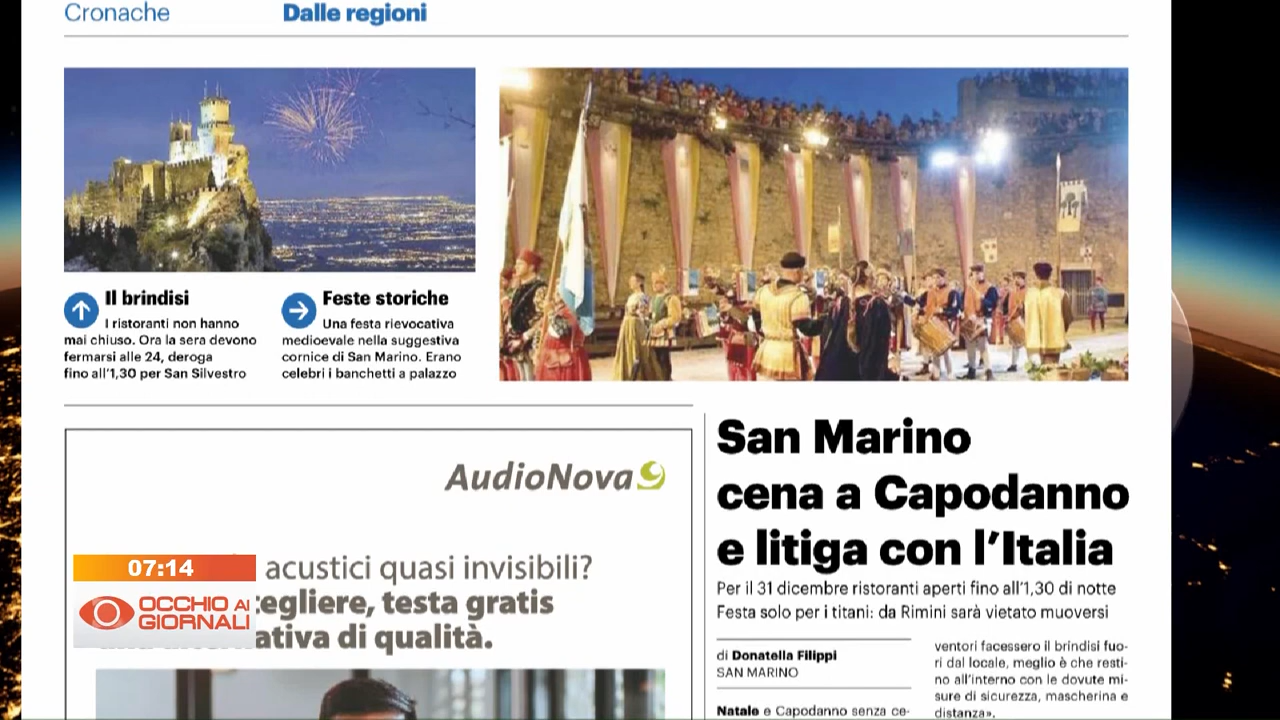 Cronache
Dalle regioni
Il brindisi
I ristoranti non hanno
mai chiuso. Ora la sera devono
fermarsi alle 24, deroga
fino all'1,30 per San Silvestro
Feste storiche
Una festa rievocativa
medioevale nella suggestiva
cornice di San Marino. Erano
celebri i banchetti a palazzo
AudioNova
acustici quasi invisibili?
tegliere, testa gratis
ativa di qualità.
07:14
OCCHIO AI
GIORNALI
San Marino
cena a Capodanno
e litiga con l'Italia
Per il 31 dicembre ristoranti aperti fino all'1,30 di notte
Festa solo per i titani: da Rimini sarà vietato muoversi
di Donatella Filippi
SAN MARINO
Natale e Capodanno senza ce-
ventori facessero il brindisi fuo-
ri dal locale, meglio è che resti-
no all'interno con le dovute mi-
sure di sicurezza, mascherina e
distanza».